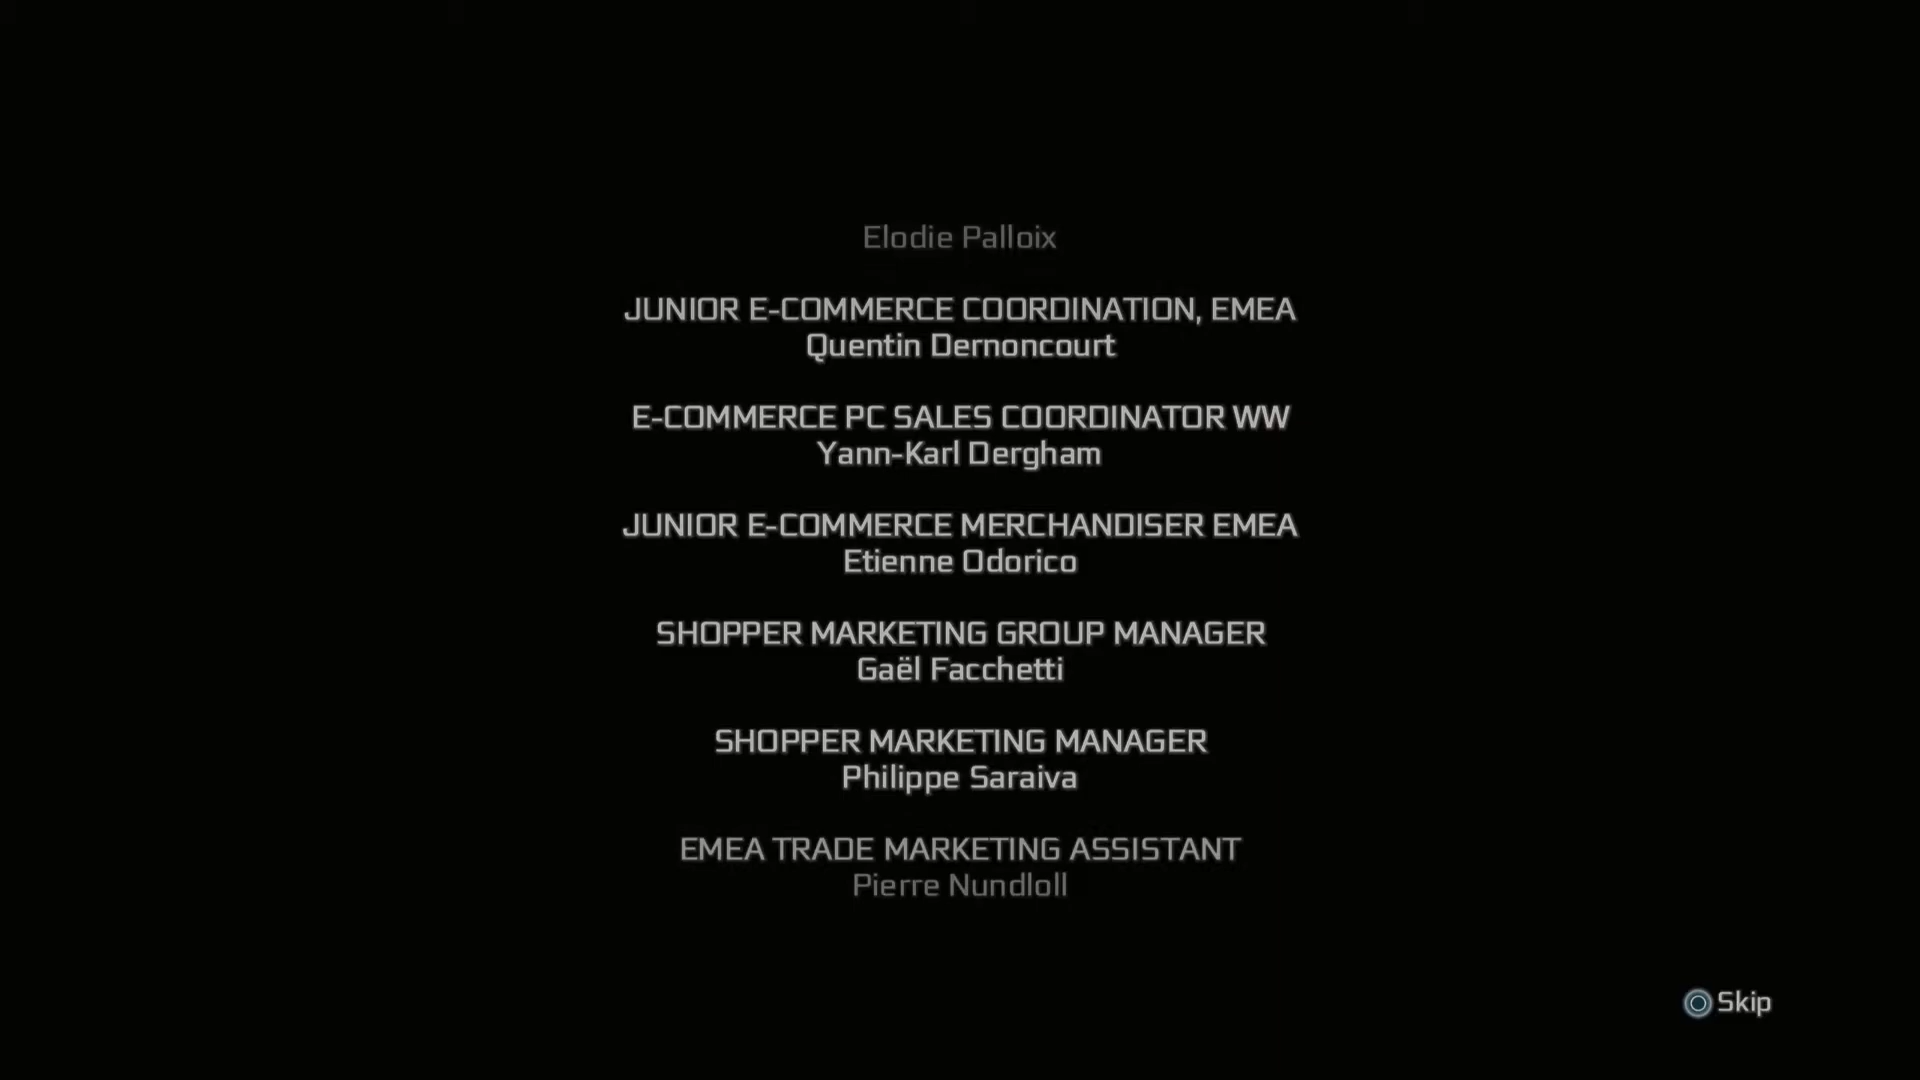 Elodie Palloix
JUNIOR E-COMMERCE COORDINATION, EMEA
Quentin Dernoncourt
E-COMMERCE PC SALES COORDINATOR WW
Yann-Karl Dergham
JUNIOR E-COMMERCE MERCHANDISER EMEA
Etienne Odorico
SHOPPER MARKETING GROUP MANAGER
Gaël Facchetti
SHOPPER MARKETING MANAGER
Philippe Saraiva
EMEA TRADE MARKETING ASSISTANT
Pierre Nundloll
Skip